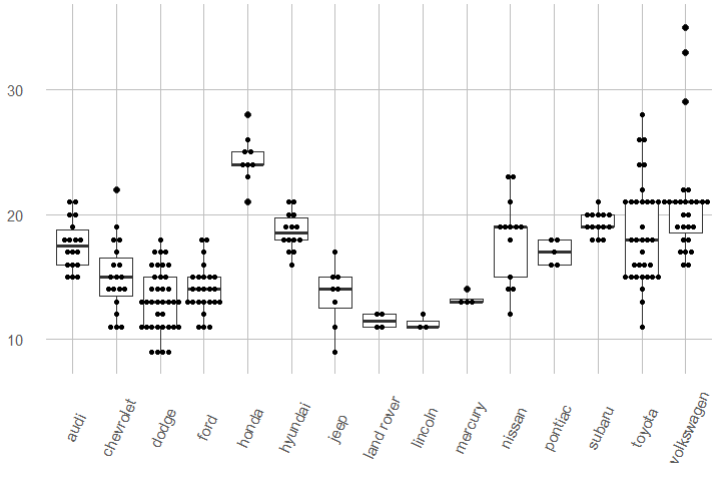 30
20
10
audi
chevrolet
dodge
ford
honda
hyundai
jeep
land rover
lincoln
mercury
nissan
pontiac
subaru
toyota
volkswagen